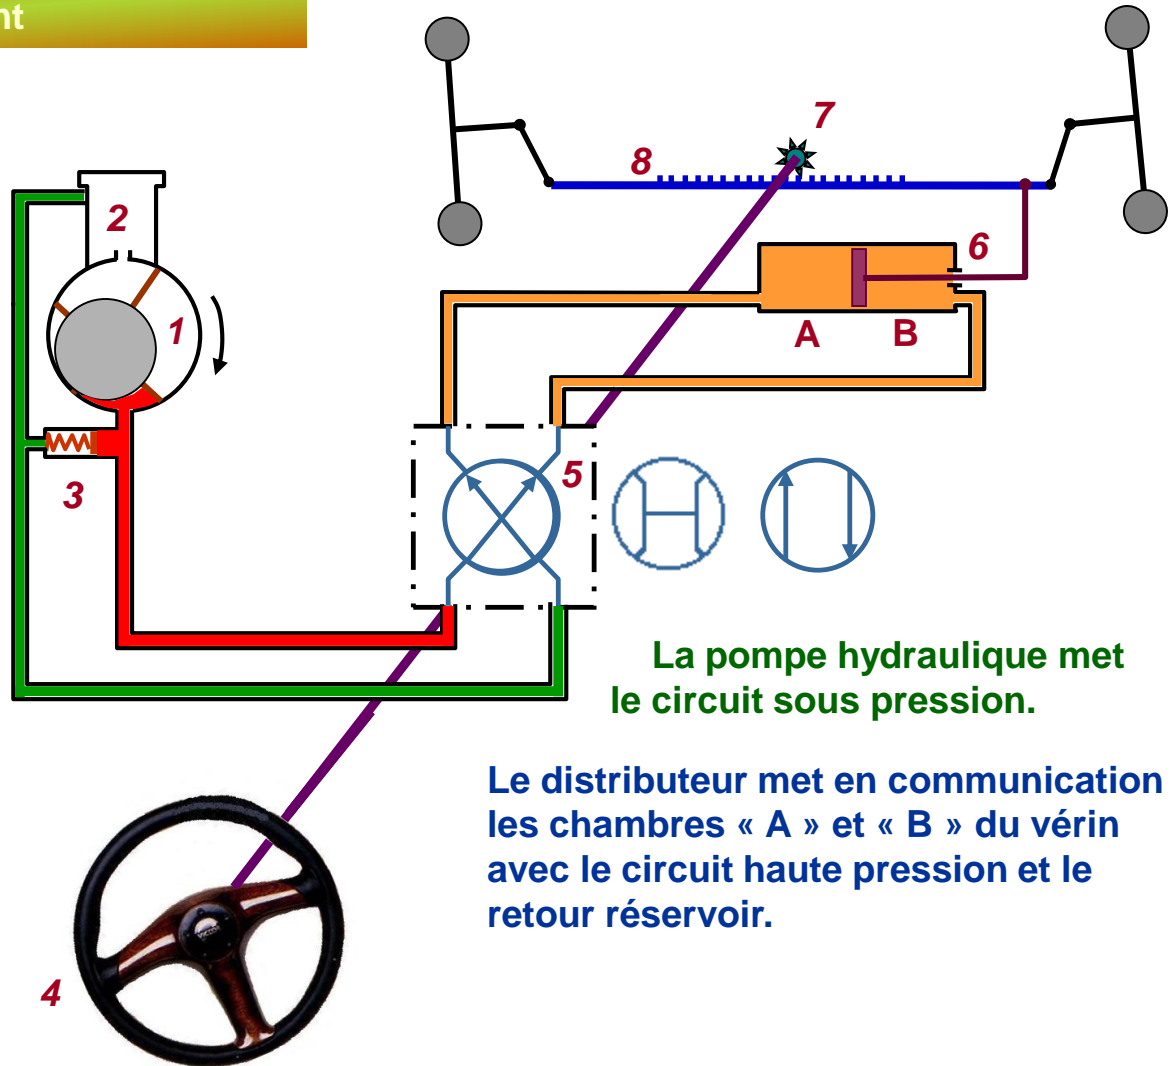 nt
7
8
2
6
1
A B
5
3
La pompe hydraulique met
le circuit sous pression.
Le distributeur met en communication
les chambres « A » et « B » du vérin
avec le circuit haute pression et le
retour réservoir.
4